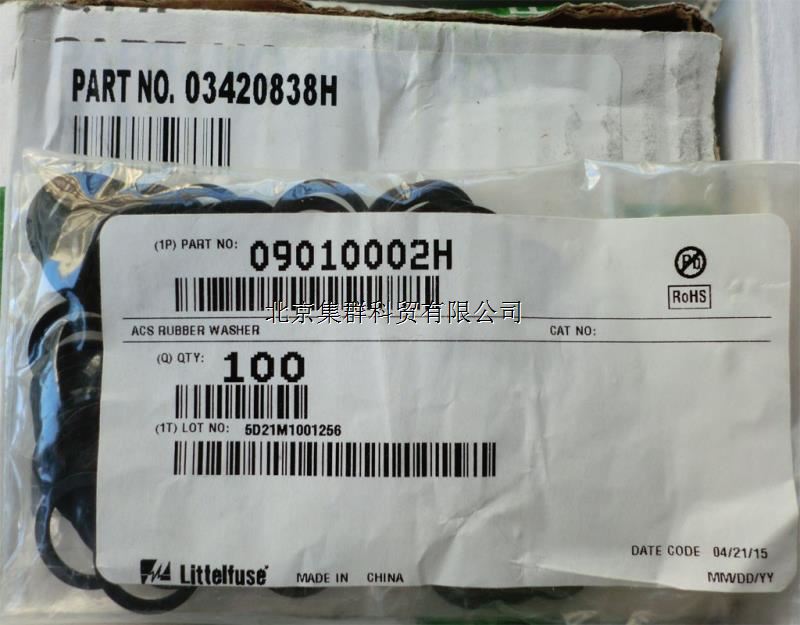 PART NO. 03420838H
(1P) PART NO: 09010002H
Pb
RoHS
北京集群科贸有限公司
ACS RUBBER WASHER CAT NO:
(Q) QTY: 100
(1T) LOT NO: 5D21M1001256
DATE CODE 04/21/15
Littelfuse® MADE IN CHINA MM/DD/YY